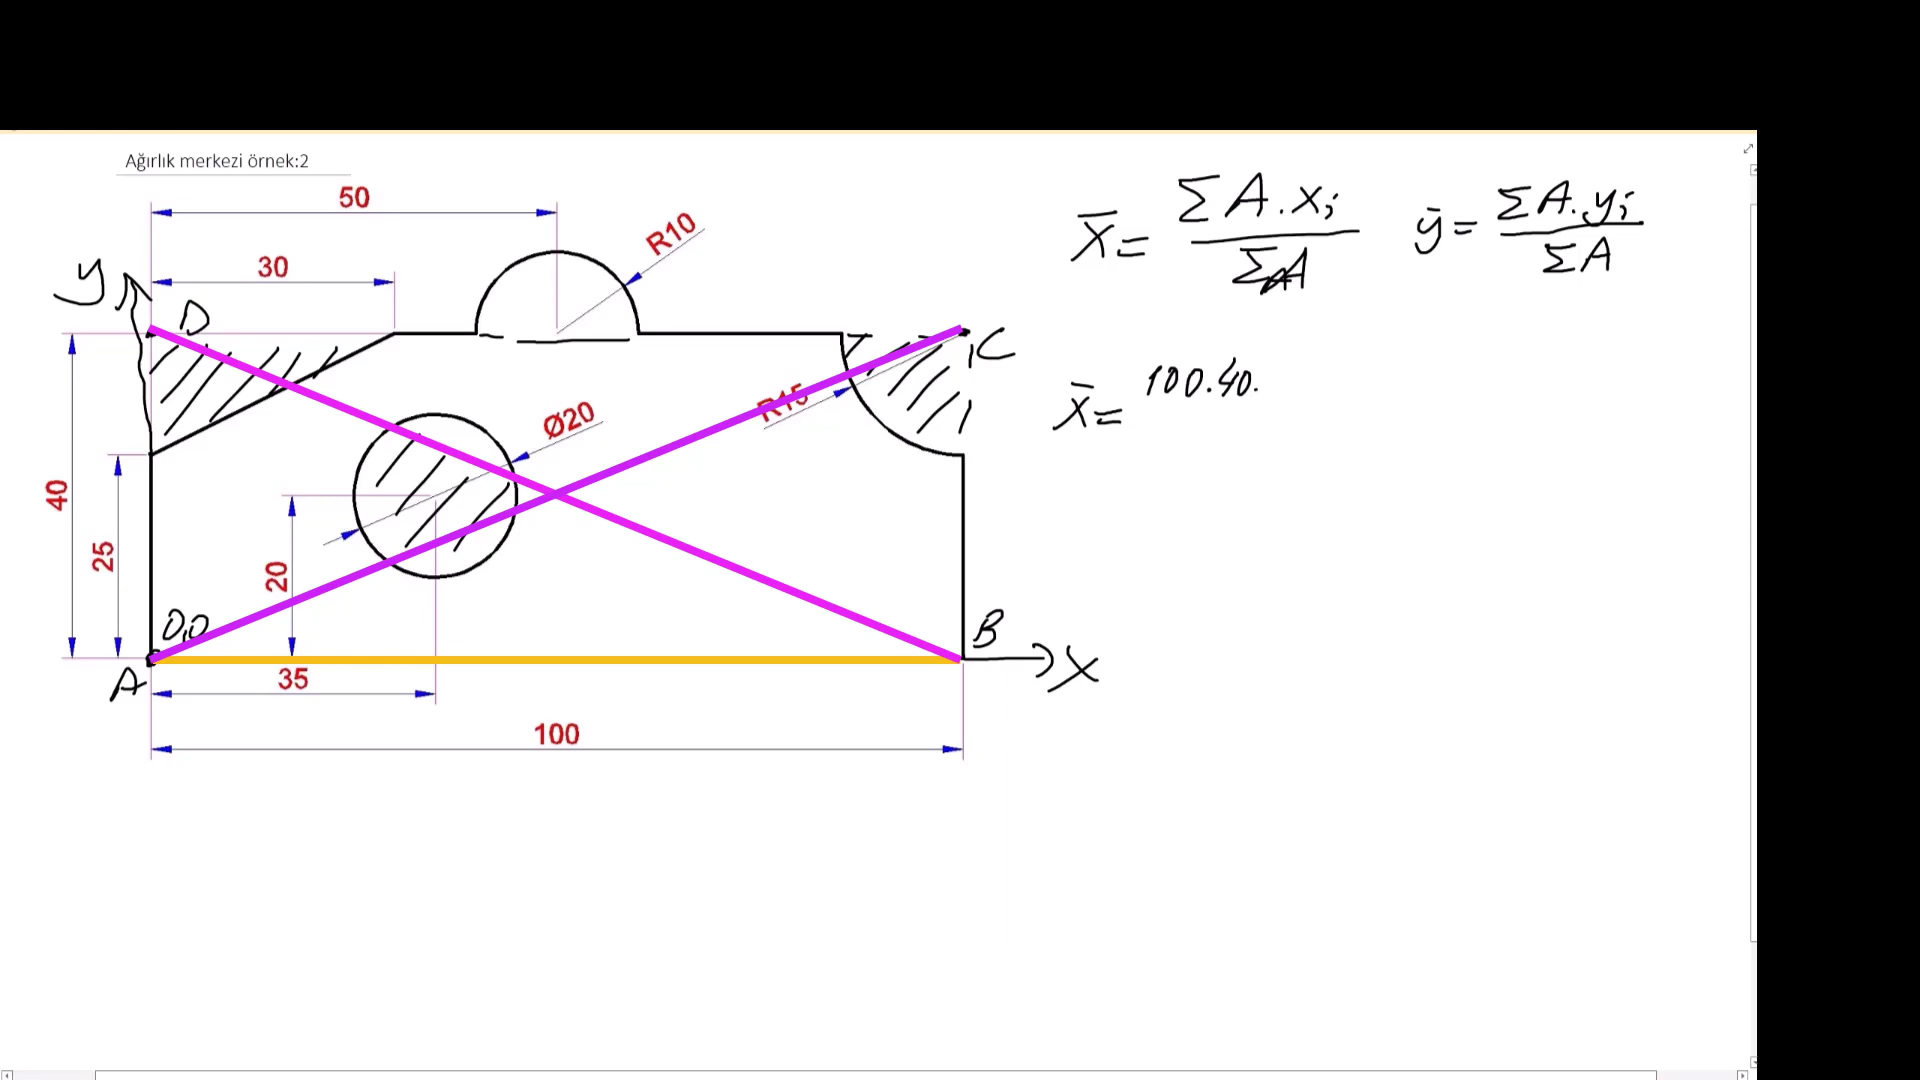 Ağırlık merkezi örnek:2
50
R10
30
y
D
C
R15
Ø20
40
25
20
0,0
A
B
X
35
100
x̄ = ΣA.xᵢ / ΣA
ȳ = ΣA.yᵢ / ΣA
x̄ = 100.40.